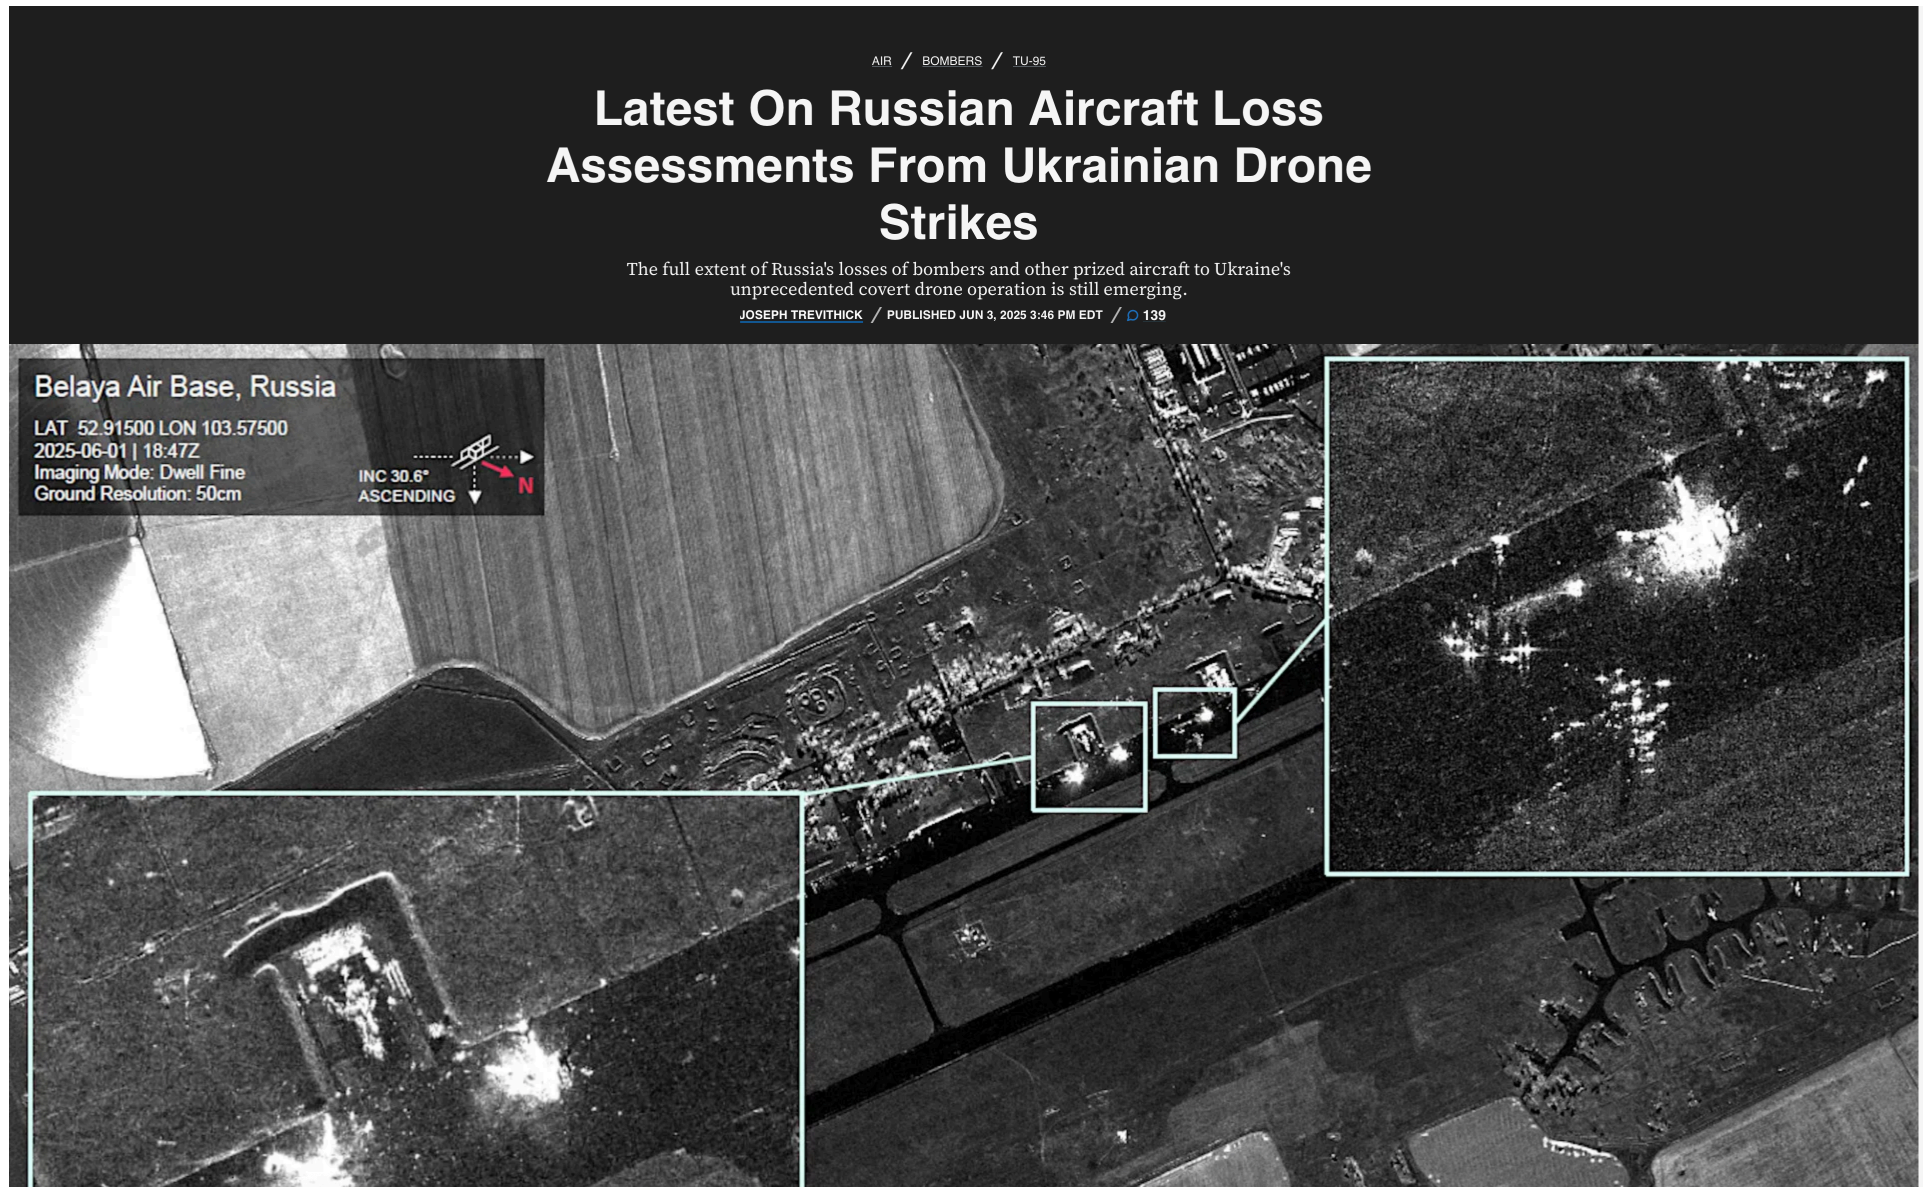 AIR / BOMBERS / TU-95
Latest On Russian Aircraft Loss
Assessments From Ukrainian Drone
Strikes
The full extent of Russia's losses of bombers and other prized aircraft to Ukraine's
unprecedented covert drone operation is still emerging.
JOSEPH TREVITHICK / PUBLISHED JUN 3, 2025 3:46 PM EDT / 139
Belaya Air Base, Russia
LAT 52.91500 LON 103.57500
2025-06-01 | 18:47Z
Imaging Mode: Dwell Fine
Ground Resolution: 50cm
INC 30.6°
ASCENDING
N